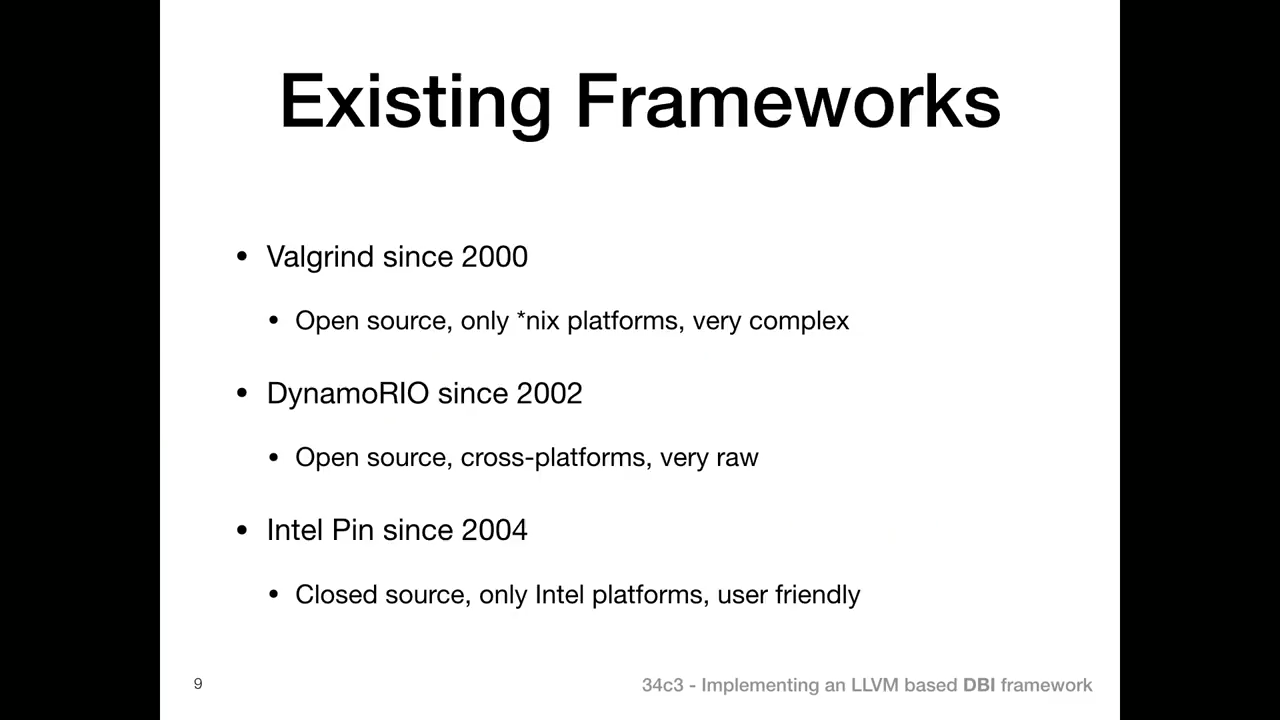 Existing Frameworks
• Valgrind since 2000
• Open source, only *nix platforms, very complex
• DynamoRIO since 2002
• Open source, cross-platforms, very raw
• Intel Pin since 2004
• Closed source, only Intel platforms, user friendly
9
34c3 - Implementing an LLVM based DBI framework